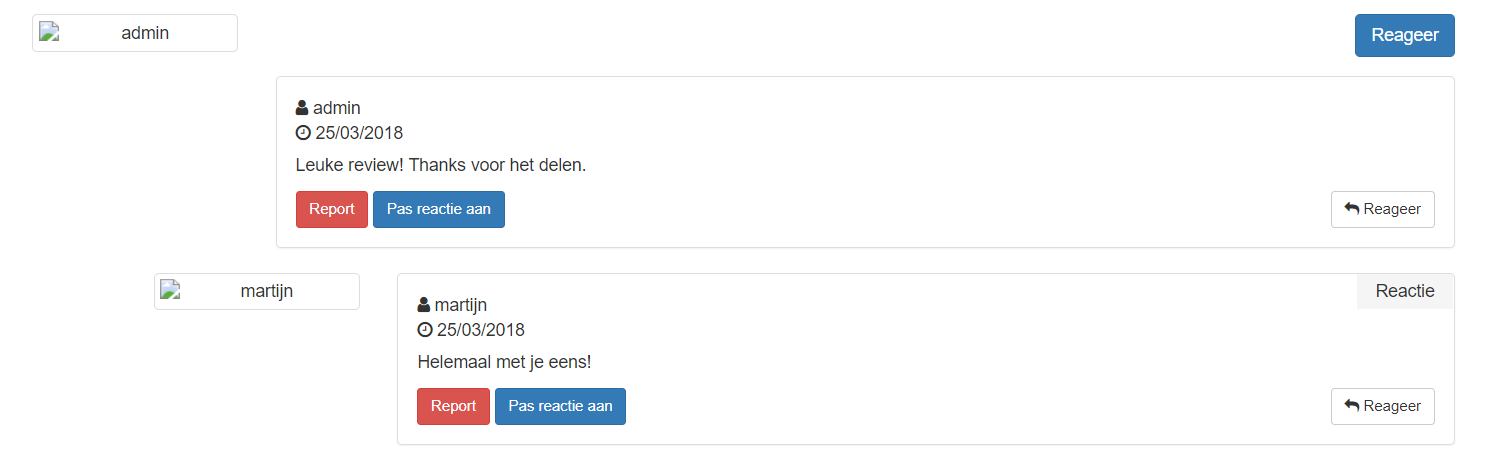 admin
Reageer
admin
25/03/2018
Leuke review! Thanks voor het delen.
Report Pas reactie aan Reageer
martijn
Reactie
martijn
25/03/2018
Helemaal met je eens!
Report Pas reactie aan Reageer